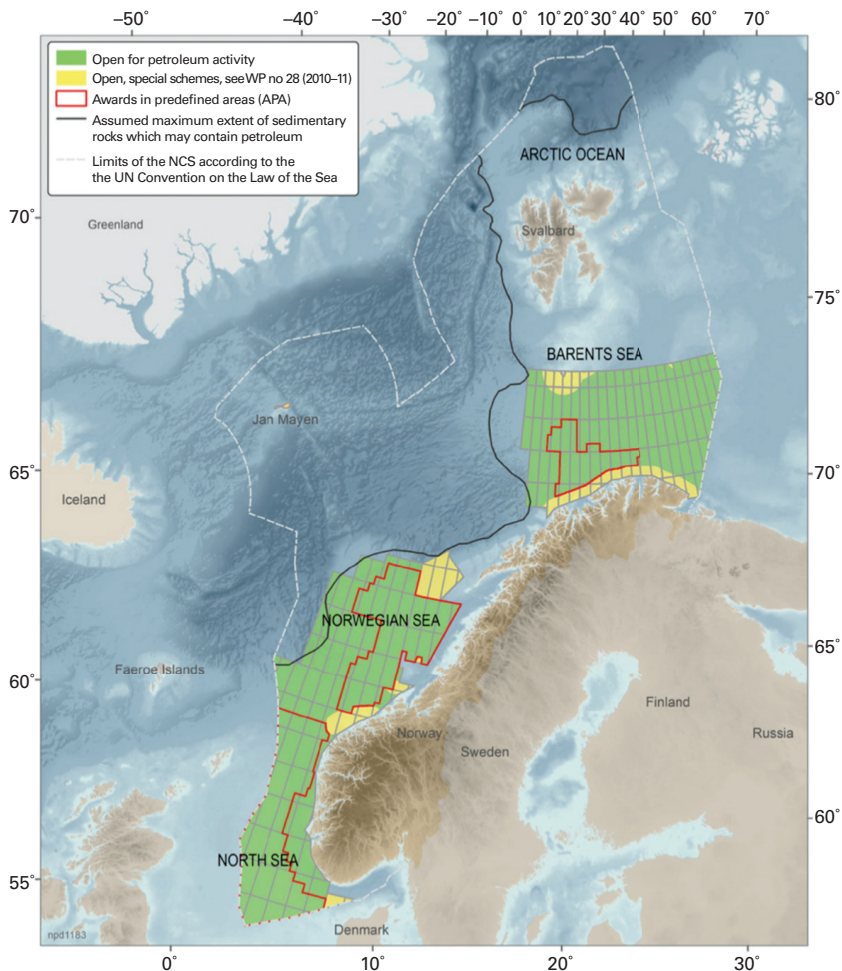 −50° −40° −30° −20° −10° 0° 10° 20° 30° 40° 50° 60° 70°
Open for petroleum activity
Open, special schemes, see WP no 28 (2010–11)
Awards in predefined areas (APA)
Assumed maximum extent of sedimentary
rocks which may contain petroleum
Limits of the NCS according to the
the UN Convention on the Law of the Sea
80°
ARCTIC OCEAN
70°
Greenland
Svalbard
75°
BARENTS SEA
Jan Mayen
65°
70°
Iceland
NORWEGIAN SEA
65°
Faeroe Islands
60°
Finland
Norway
Russia
Sweden
60°
NORTH SEA
55°
Denmark
npd1183
0° 10° 20° 30°